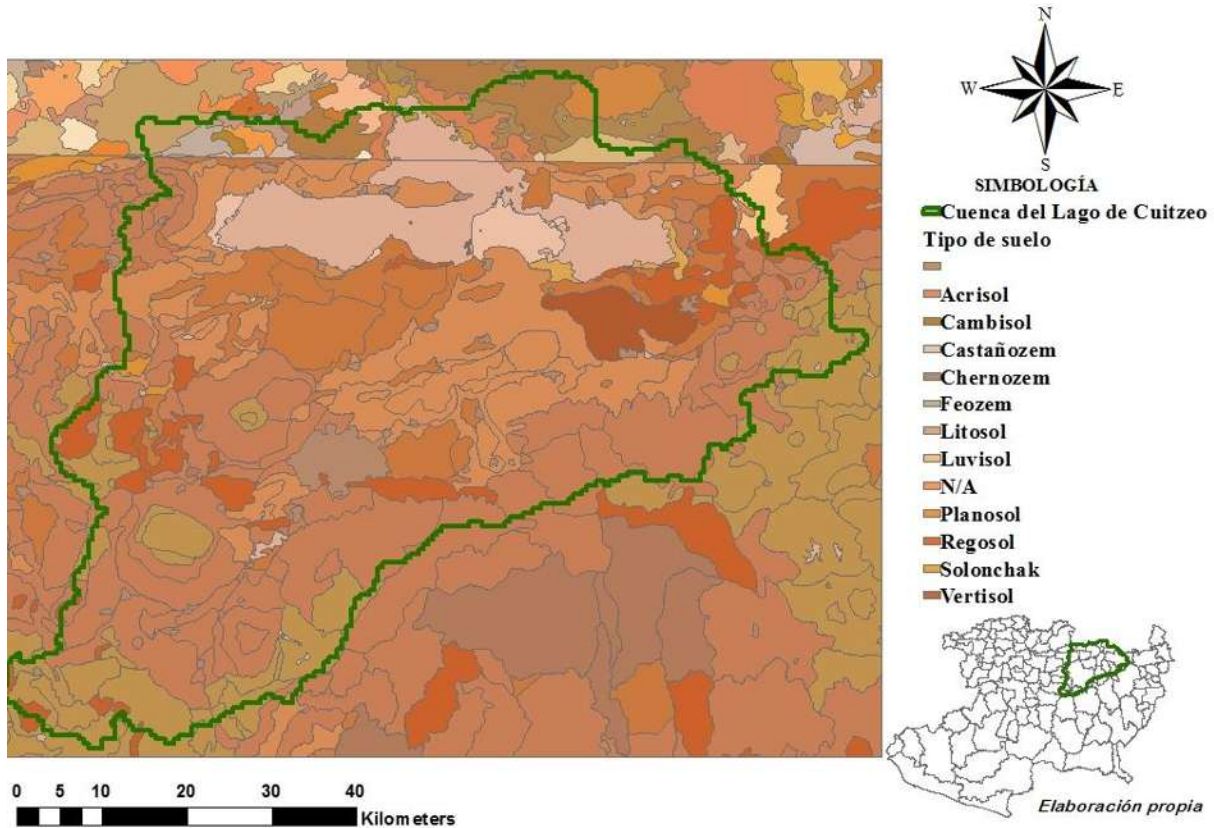 N
W E
S
SIMBOLOGÍA
Cuenca del Lago de Cuitzeo
Tipo de suelo
Acrisol
Cambisol
Castañozem
Chernozem
Feozem
Litosol
Luvisol
N/A
Planosol
Regosol
Solonchak
Vertisol
0 5 10 20 30 40
Kilometers
Elaboración propia